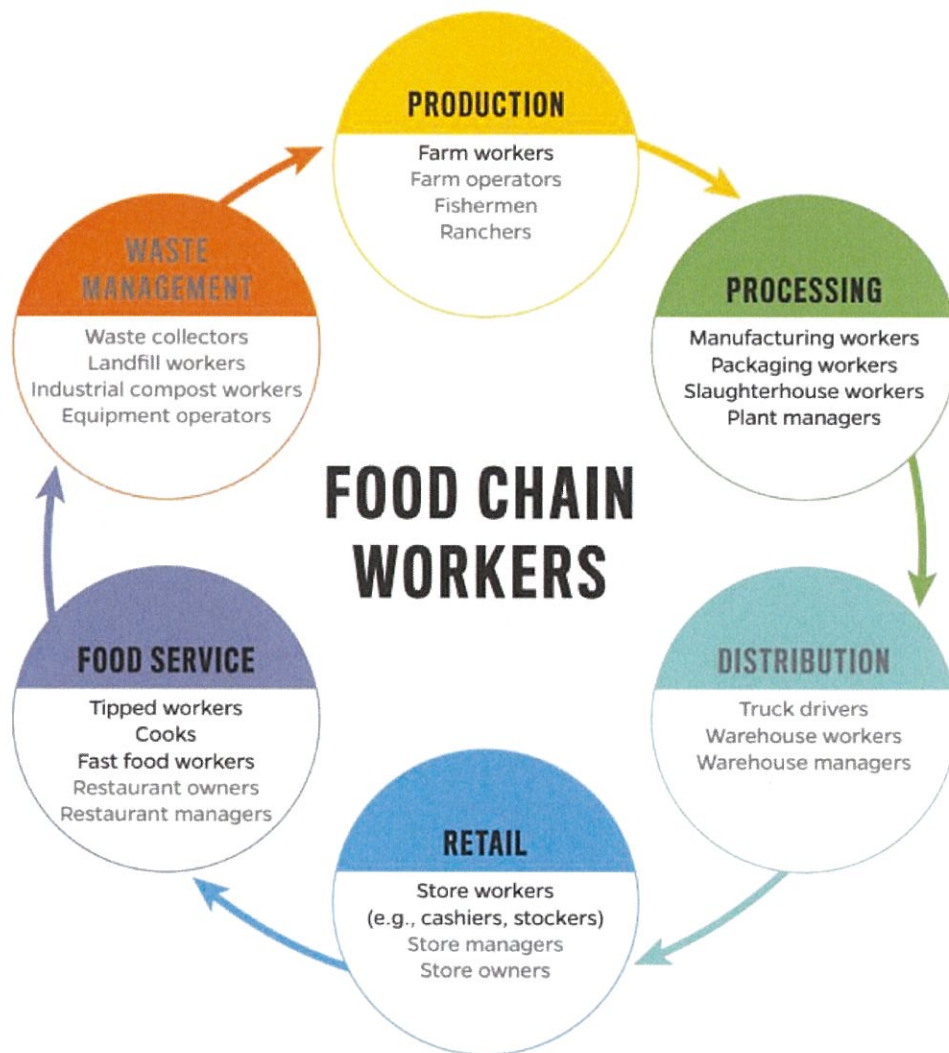 PRODUCTION
Farm workers
Farm operators
Fishermen
Ranchers
PROCESSING
Manufacturing workers
Packaging workers
Slaughterhouse workers
Plant managers
DISTRIBUTION
Truck drivers
Warehouse workers
Warehouse managers
RETAIL
Store workers
(e.g., cashiers, stockers)
Store managers
Store owners
FOOD SERVICE
Tipped workers
Cooks
Fast food workers
Restaurant owners
Restaurant managers
WASTE
MANAGEMENT
Waste collectors
Landfill workers
Industrial compost workers
Equipment operators
FOOD CHAIN
WORKERS